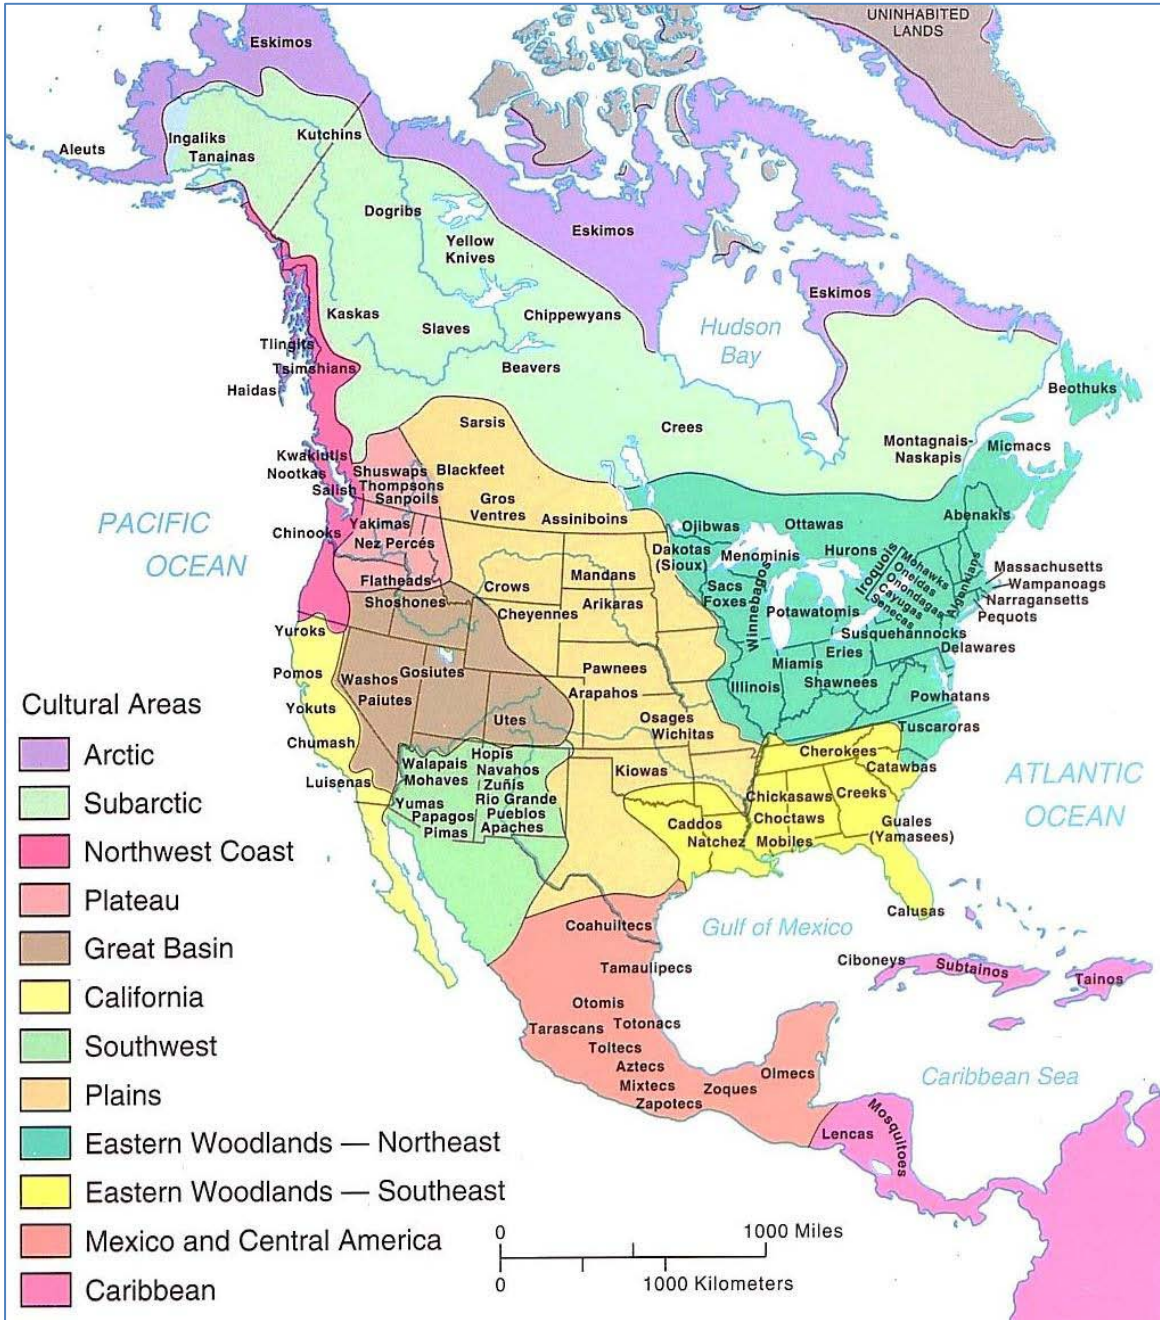 UNINHABITED
LANDS
Eskimos
Aleuts
Ingaliks
Tanainas
Kutchins
Dogribs
Yellow
Knives
Eskimos
Eskimos
Kaskas
Slaves
Chippewyans
Hudson
Bay
Beavers
Tlingits
Tsimshians
Haidas
Beothuks
Sarsis
Crees
Montagnais-
Naskapis
Micmacs
Kwakiutls
Nootkas
Salish
Shuswaps
Thompsons
Sanpoils
Blackfeet
Gros
Ventres
Assiniboins
PACIFIC
OCEAN
Chinooks
Yakimas
Nez Percés
Flatheads
Ojibwas
Ottawas
Abenakis
Dakotas
(Sioux)
Menominis
Hurons
Iroquois
Mohawks
Oneidas
Onondagas
Cayugas
Senecas
Algonkians
Massachusetts
Wampanoags
Narragansetts
Pequots
Crows
Mandans
Cheyennes
Arikaras
Sacs
Foxes
Winnebagos
Potawatomis
Susquehannocks
Delawares
Shoshones
Yuroks
Pomos
Washos
Gosiutes
Paiutes
Yokuts
Utes
Chumash
Luisenas
Pawnees
Arapahos
Osages
Wichitas
Kiowas
Miamis
Eries
Illinois
Shawnees
Powhatans
Tuscaroras
Cherokees
Catawbas
Walapais
Mohaves
Hopis
Navahos
Zuñis
Rio Grande
Pueblos
Apaches
Yumas
Papagos
Pimas
Chickasaws
Creeks
Caddos
Choctaws
Natchez
Mobiles
Guales
(Yamasees)
Calusas
ATLANTIC
OCEAN
Gulf of Mexico
Coahuiltecs
Tamaulipecs
Otomis
Tarascans
Totonacs
Toltecs
Aztecs
Mixtecs
Zapotecs
Zoques
Olmecs
Ciboneys
Subtainos
Tainos
Caribbean Sea
Lencas
Mosquitoes
Cultural Areas
Arctic
Subarctic
Northwest Coast
Plateau
Great Basin
California
Southwest
Plains
Eastern Woodlands — Northeast
Eastern Woodlands — Southeast
Mexico and Central America
Caribbean
0 1000 Miles
0 1000 Kilometers